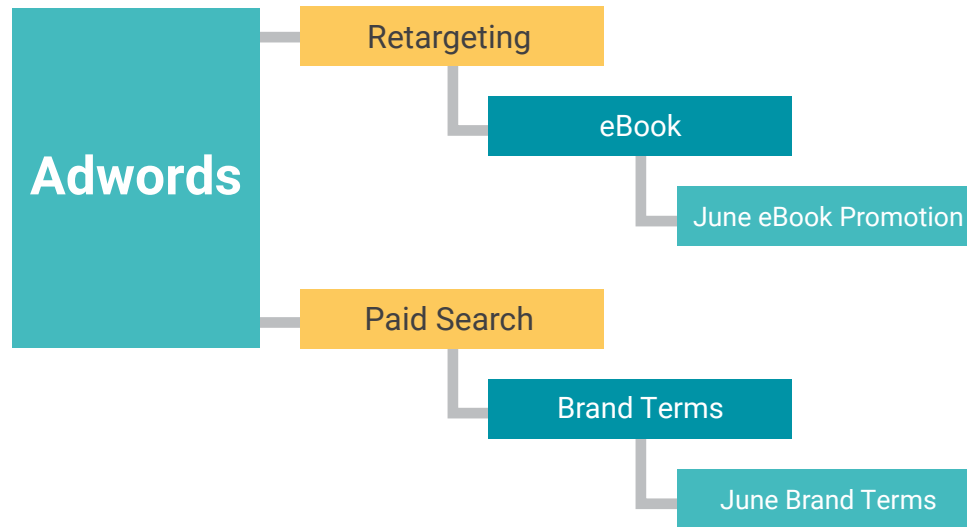 Adwords
Retargeting
eBook
June eBook Promotion
Paid Search
Brand Terms
June Brand Terms